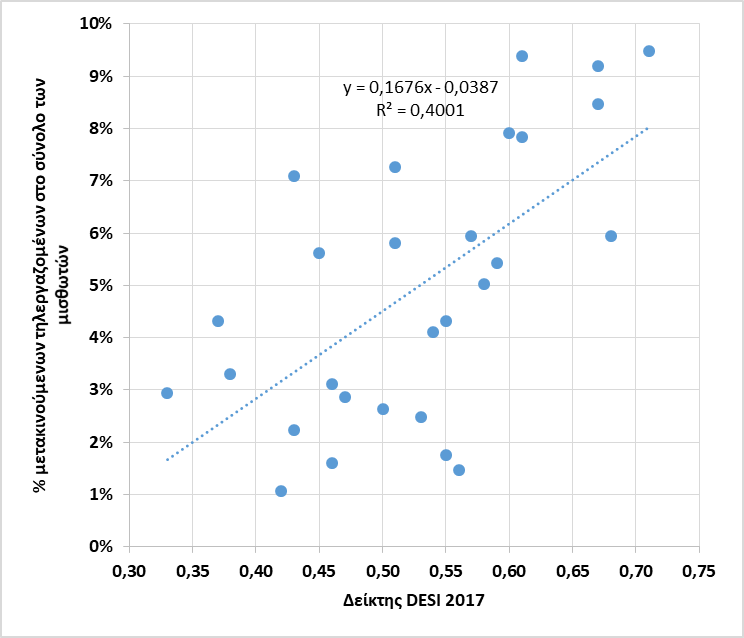 10%
9%
8%
7%
6%
5%
4%
3%
2%
1%
0%
% μετακινούμενων τηλεργαζομένων στο σύνολο των
μισθωτών
y = 0,1676x - 0,0387
R² = 0,4001
0,30 0,35 0,40 0,45 0,50 0,55 0,60 0,65 0,70 0,75
Δείκτης DESI 2017